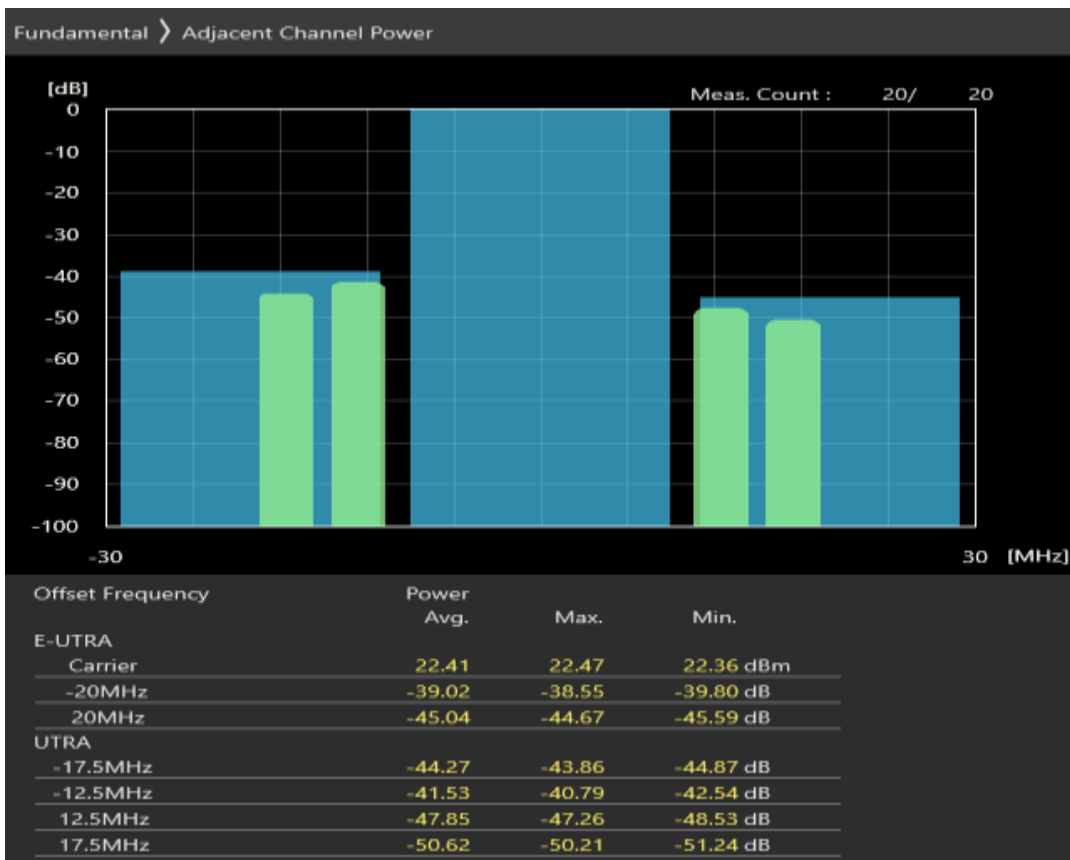 Fundamental 〉 Adjacent Channel Power
[dB]
Meas. Count : 20/ 20
0
-10
-20
-30
-40
-50
-60
-70
-80
-90
-100
-30 30 [MHz]
Offset Frequency Power
Avg. Max. Min.
E-UTRA
Carrier 22.41 22.47 22.36 dBm
-20MHz -39.02 -38.55 -39.80 dB
20MHz -45.04 -44.67 -45.59 dB
UTRA
-17.5MHz -44.27 -43.86 -44.87 dB
-12.5MHz -41.53 -40.79 -42.54 dB
12.5MHz -47.85 -47.26 -48.53 dB
17.5MHz -50.62 -50.21 -51.24 dB